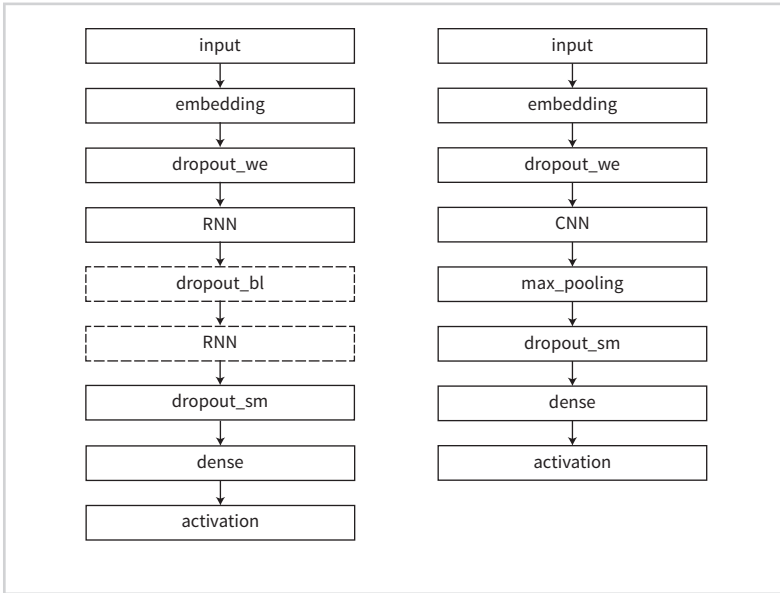 input
embedding
dropout_we
RNN
dropout_bl
RNN
dropout_sm
dense
activation
input
embedding
dropout_we
CNN
max_pooling
dropout_sm
dense
activation